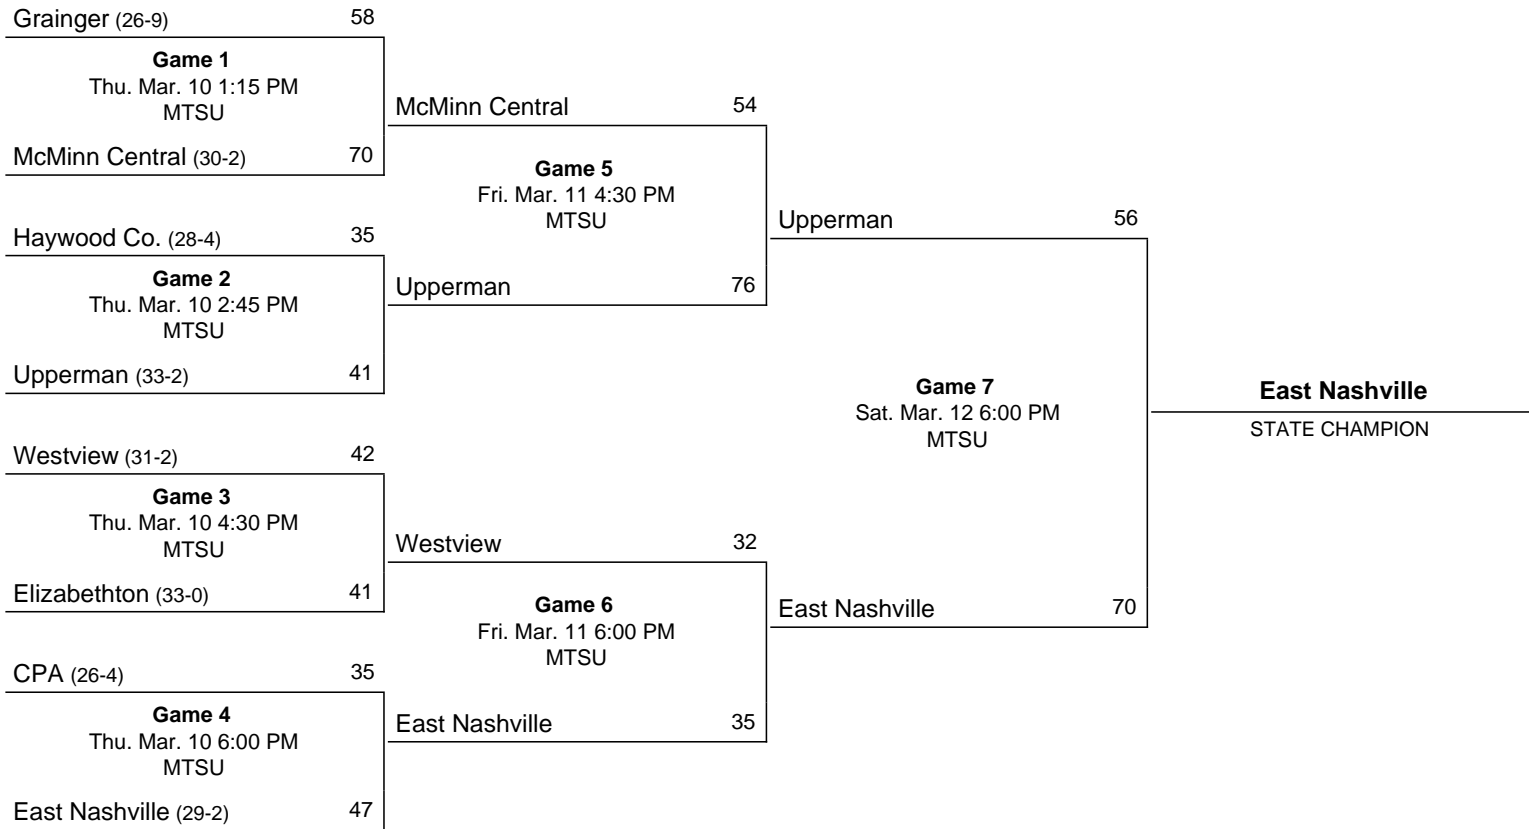 Grainger (26-9) 58
Game 1
Thu. Mar. 10 1:15 PM
MTSU
McMinn Central (30-2) 70
Haywood Co. (28-4) 35
Game 2
Thu. Mar. 10 2:45 PM
MTSU
Upperman (33-2) 41
Westview (31-2) 42
Game 3
Thu. Mar. 10 4:30 PM
MTSU
Elizabethton (33-0) 41
CPA (26-4) 35
Game 4
Thu. Mar. 10 6:00 PM
MTSU
East Nashville (29-2) 47
McMinn Central 54
Game 5
Fri. Mar. 11 4:30 PM
MTSU
Upperman 76
Westview 32
Game 6
Fri. Mar. 11 6:00 PM
MTSU
East Nashville 35
Upperman 56
Game 7
Sat. Mar. 12 6:00 PM
MTSU
East Nashville 70
East Nashville
STATE CHAMPION